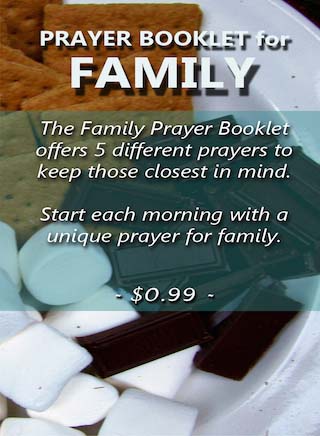 PRAYER BOOKLET for
FAMILY
The Family Prayer Booklet
offers 5 different prayers to
keep those closest in mind.
Start each morning with a
unique prayer for family.
~ $0.99 ~